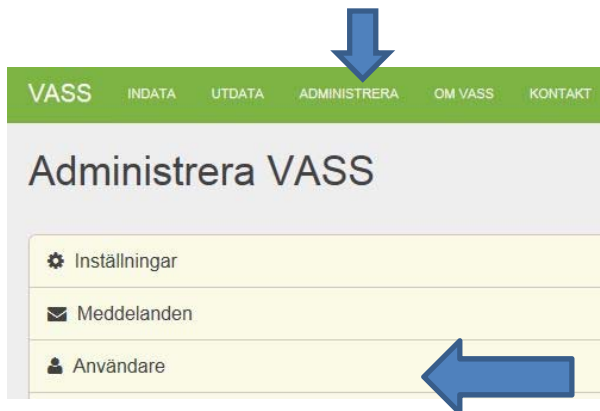 VASS INDATA UTDATA ADMINISTRERA OM VASS KONTAKT
Administrera VASS
Inställningar
Meddelanden
Användare